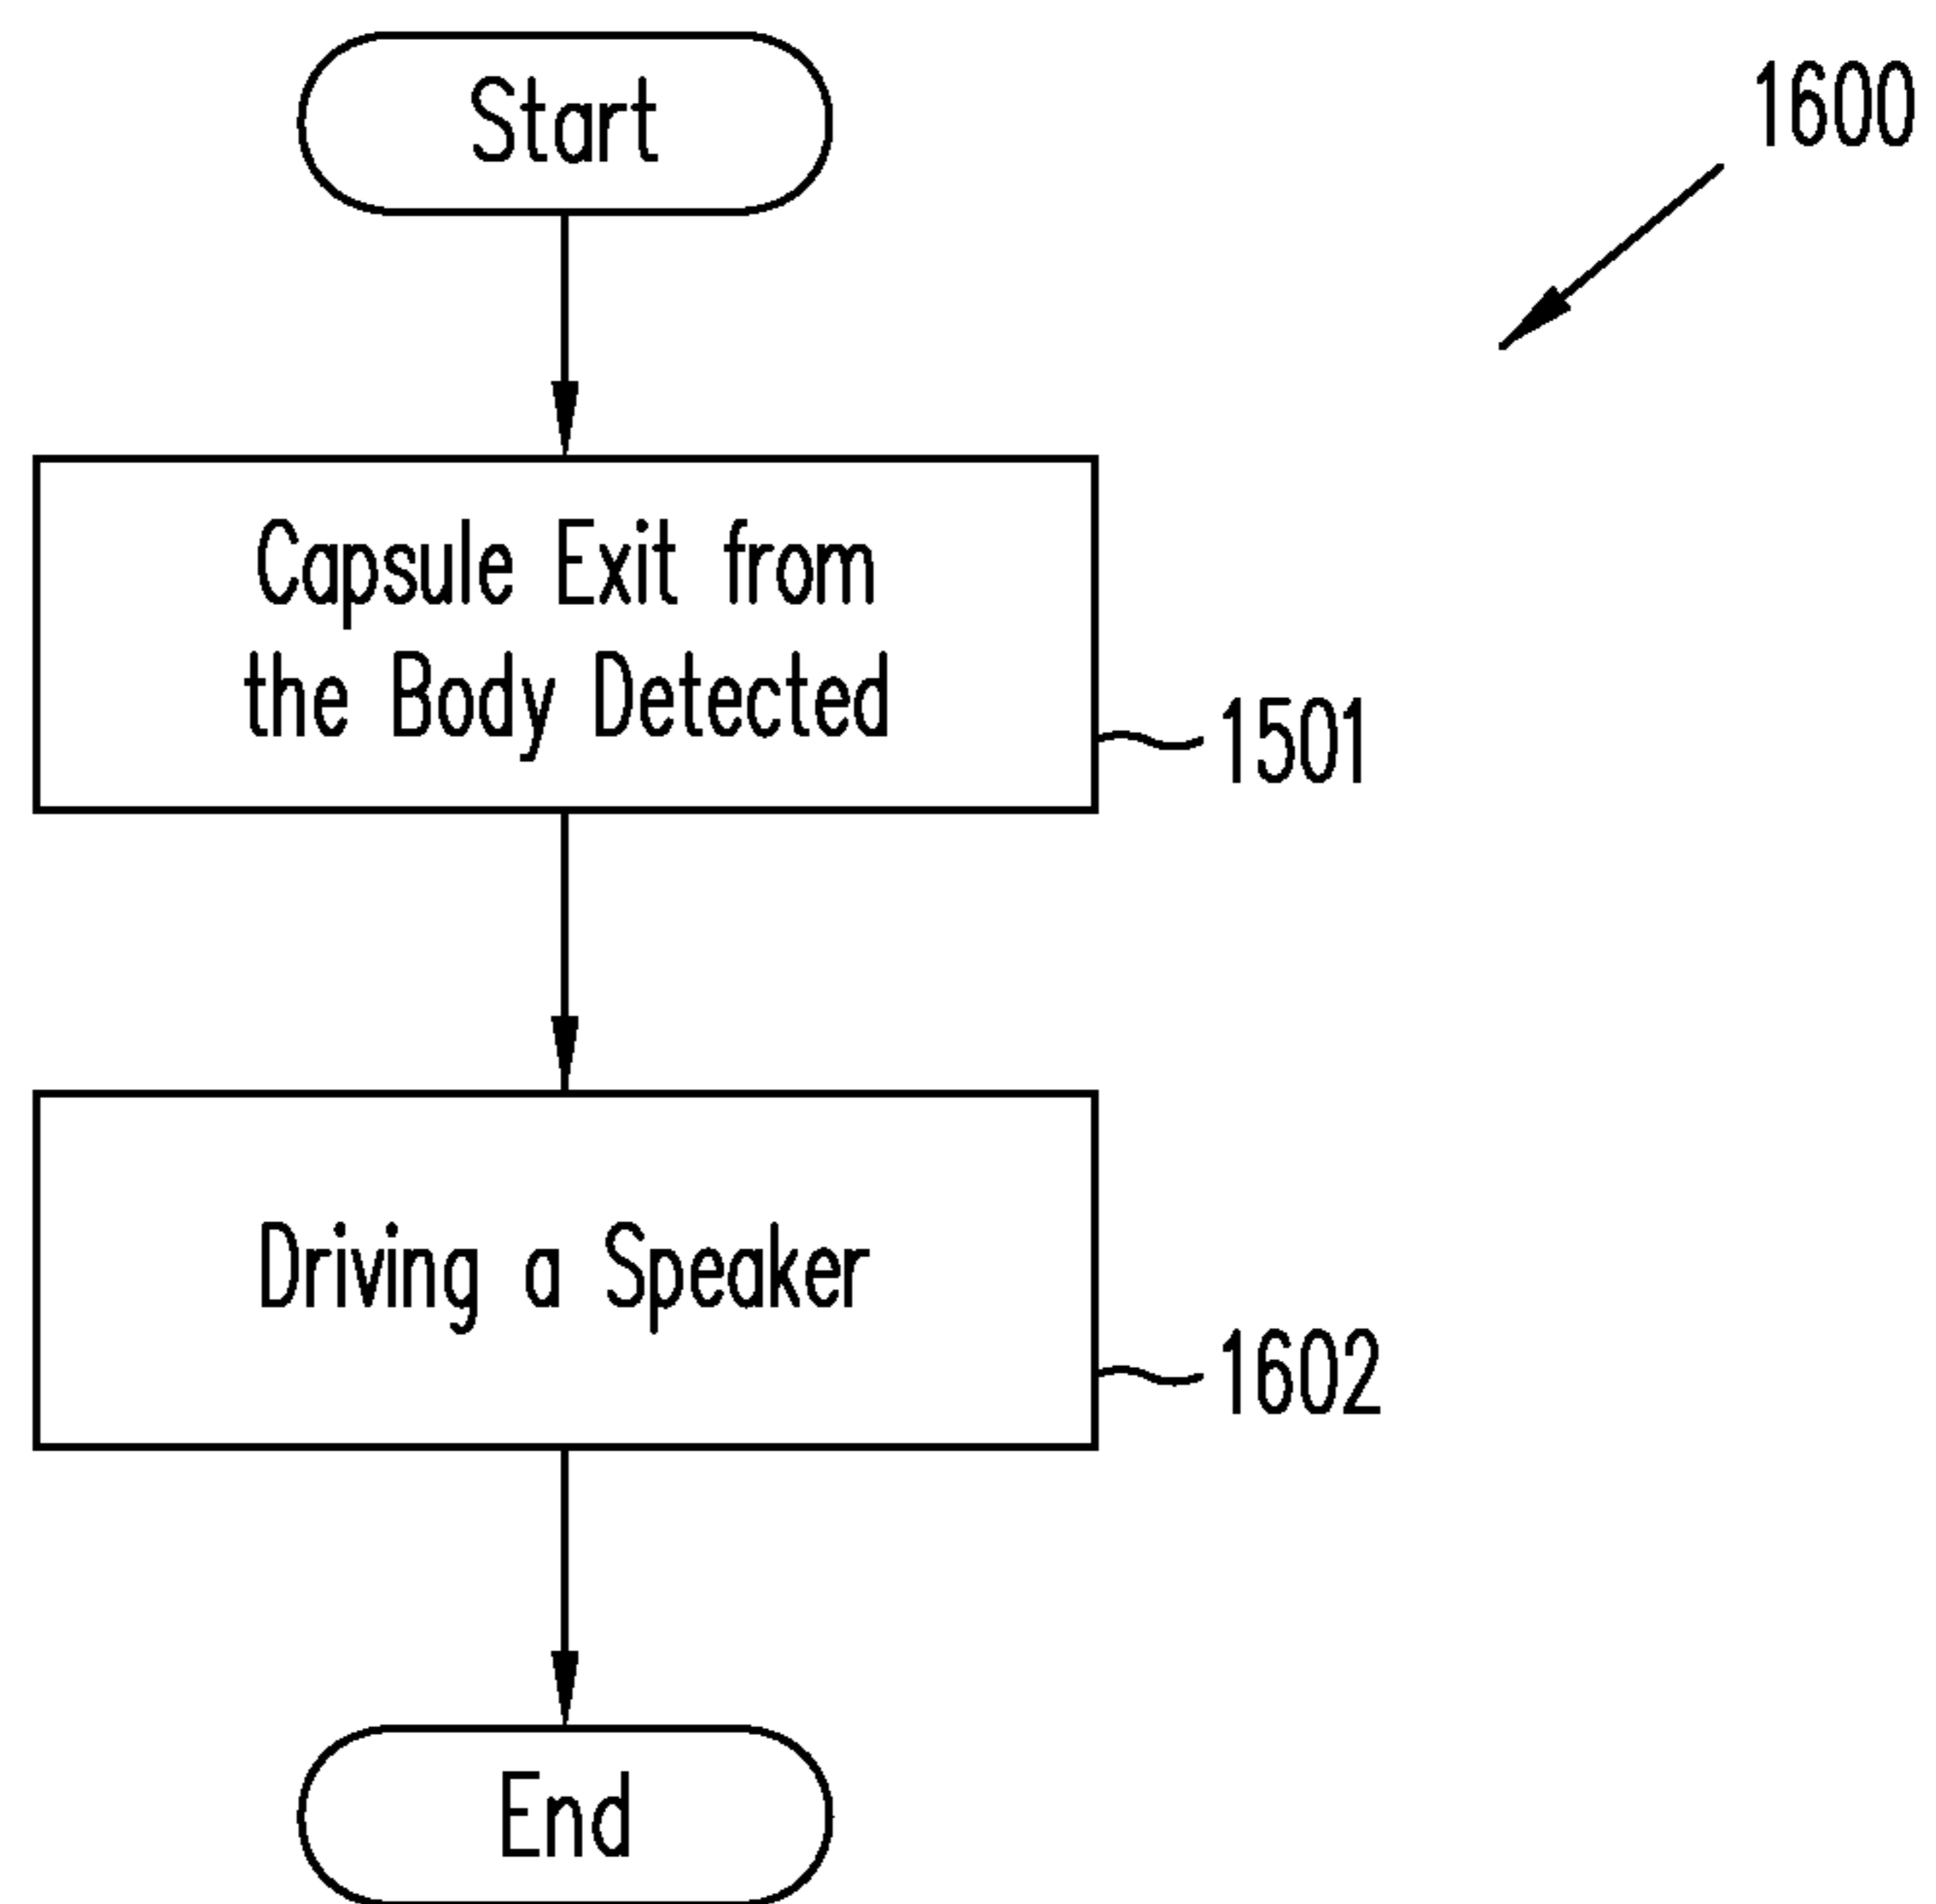 Start
1600
Capsule Exit from
the Body Detected
1501
Driving a Speaker
1602
End